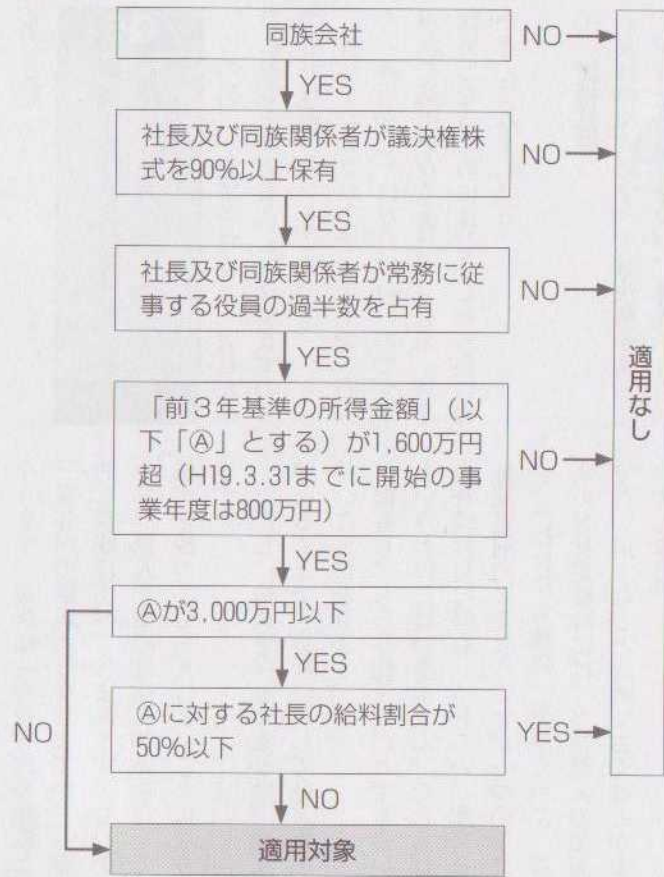 同族会社
NO
YES
社長及び同族関係者が議決権株
式を90%以上保有
NO
YES
社長及び同族関係者が常務に従
事する役員の過半数を占有
NO
YES
「前3年基準の所得金額」(以
下「Ⓐ」とする)が1,600万円
超(H19.3.31までに開始の事
業年度は800万円)
NO
YES
Ⓐが3,000万円以下
YES
Ⓐに対する社長の給料割合が
50%以下
YES
NO
NO
適用対象
適用なし